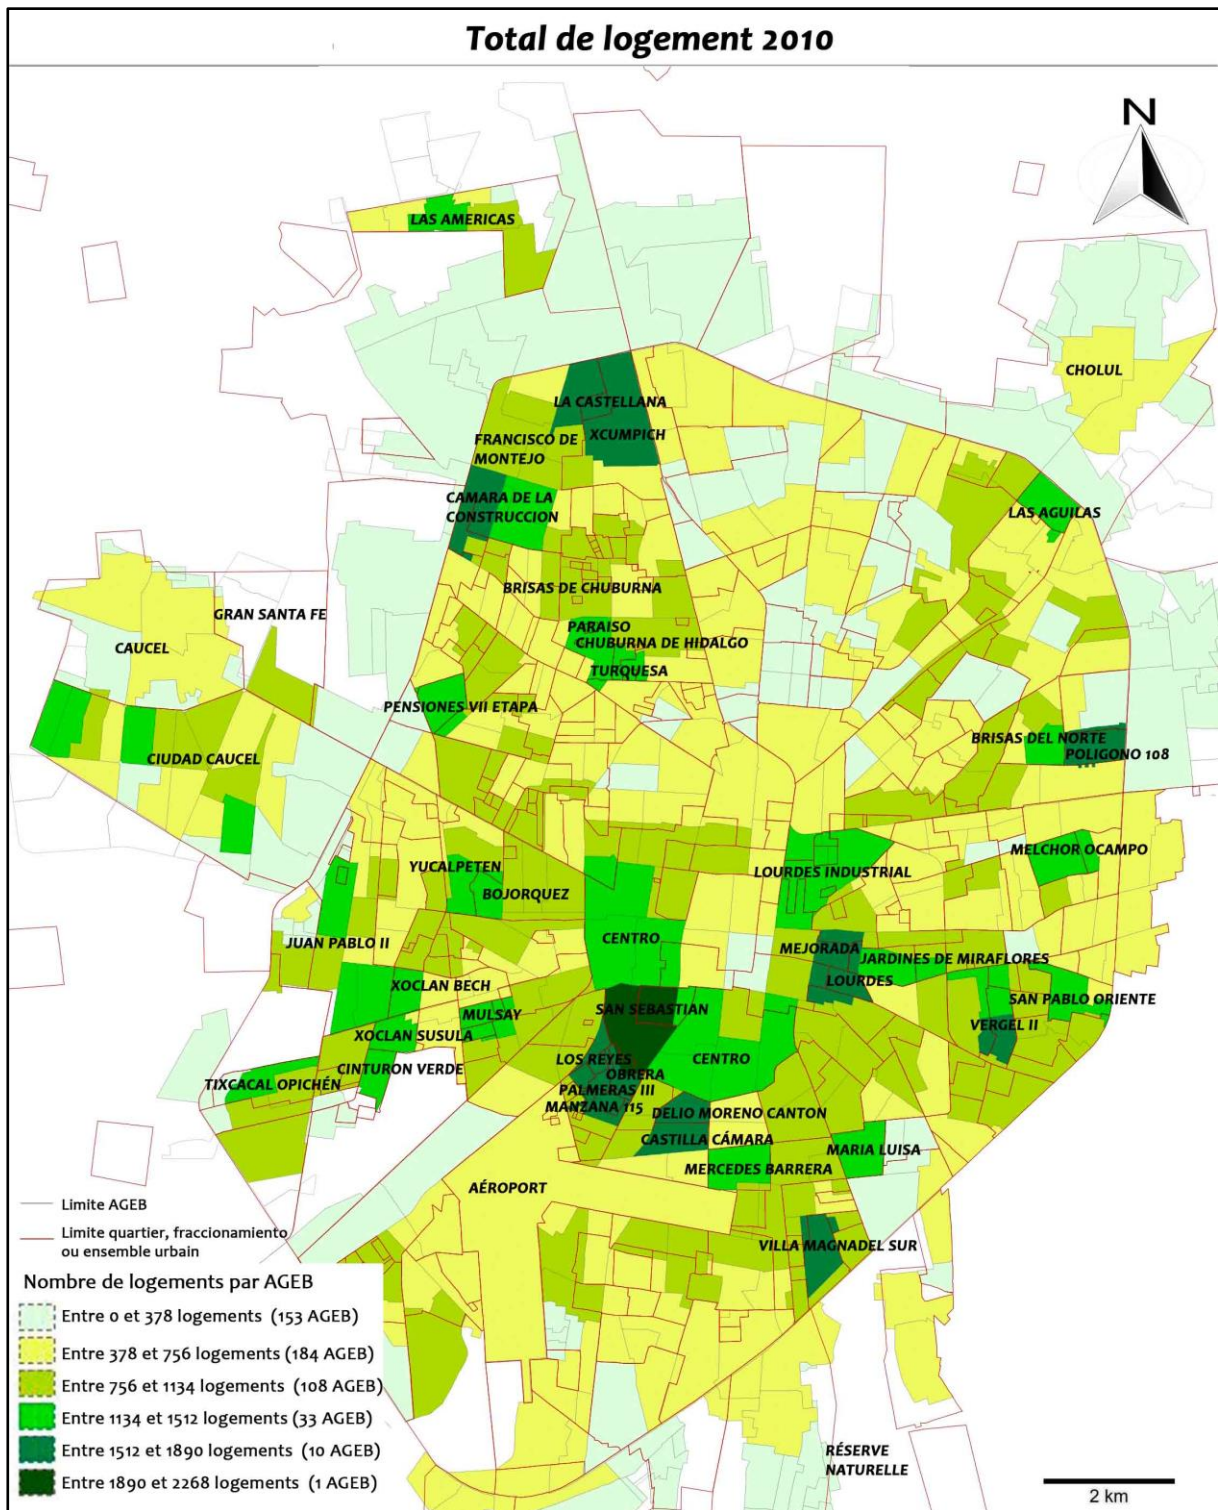 Total de logement 2010
N
LAS AMERICAS
CHOLUL
LA CASTELLANA
XCUMPICH
FRANCISCO DE
MONTEJO
CAMARA DE LA
CONSTRUCCION
LAS AGUILAS
BRISAS DE CHUBURNA
GRAN SANTA FE
CAUCEL
PARAISO
CHUBURNA DE HIDALGO
TURQUESA
PENSIONES VII ETAPA
BRISAS DEL NORTE
POLIGONO 108
CIUDAD CAUCEL
MELCHOR OCAMPO
YUCALPETEN
LOURDES INDUSTRIAL
BOJORQUEZ
CENTRO
JUAN PABLO II
MEJORADA
JARDINES DE MIRAFLORES
XOCLAN BECH
LOURDES
SAN PABLO ORIENTE
SAN SEBASTIAN
MULSAY
VERGEL II
XOCLAN SUSULA
LOS REYES
CENTRO
CINTURON VERDE
OBRERA
TIXCACAL OPICHÉN
PALMERAS III
MANZANA 115
DELIO MORENO CANTON
CASTILLA CÁMARA
MARIA LUISA
MERCEDES BARRERA
AÉROPORT
VILLA MAGNADEL SUR
Limite AGEB
Limite quartier, fraccionamiento
ou ensemble urbain
Nombre de logements par AGEB
Entre 0 et 378 logements (153 AGEB)
Entre 378 et 756 logements (184 AGEB)
Entre 756 et 1134 logements (108 AGEB)
Entre 1134 et 1512 logements (33 AGEB)
Entre 1512 et 1890 logements (10 AGEB)
Entre 1890 et 2268 logements (1 AGEB)
RÉSERVE
NATURELLE
2 km